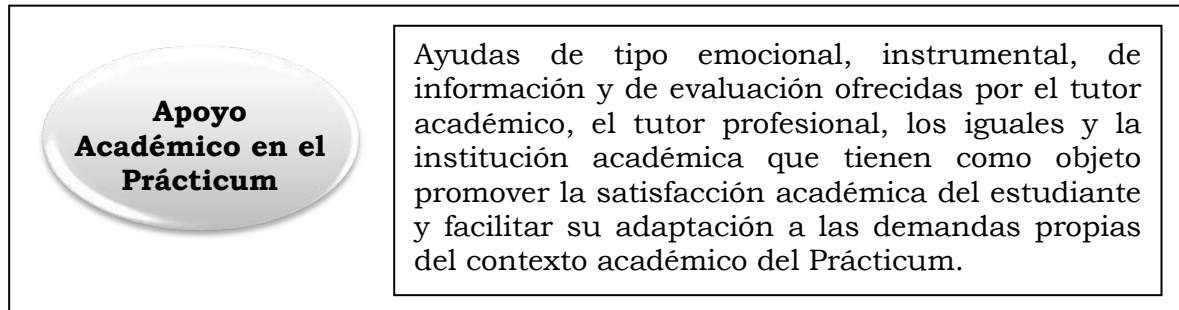 Apoyo
Académico en el
Prácticum
Ayudas de tipo emocional, instrumental, de
información y de evaluación ofrecidas por el tutor
académico, el tutor profesional, los iguales y la
institución académica que tienen como objeto
promover la satisfacción académica del estudiante
y facilitar su adaptación a las demandas propias
del contexto académico del Prácticum.